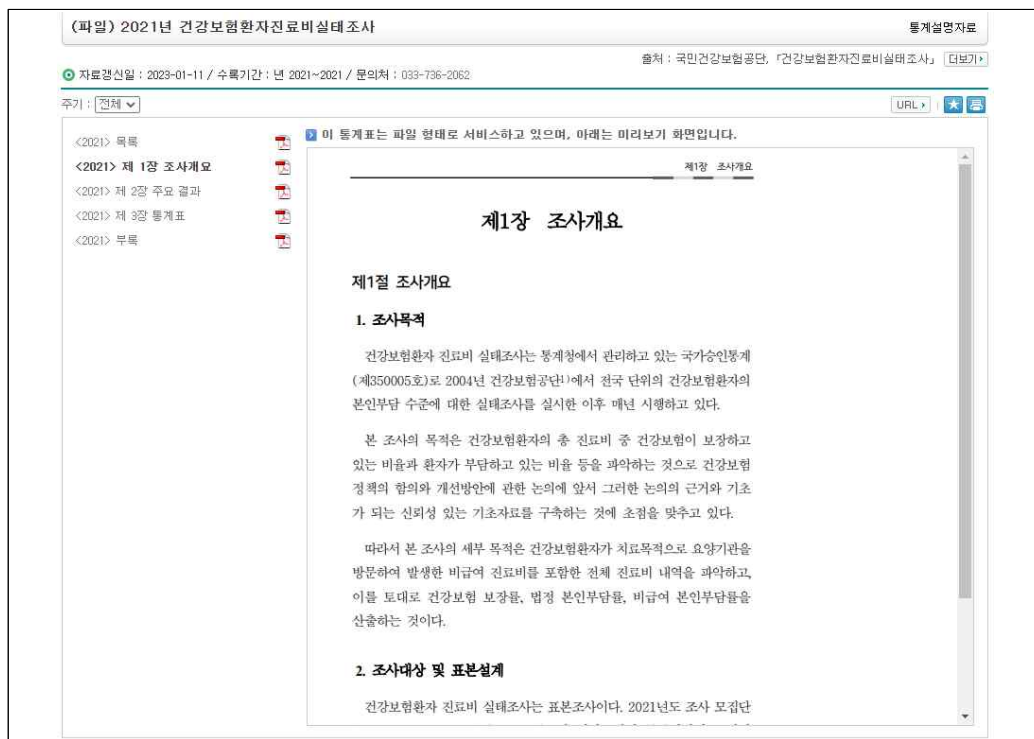 (파일) 2021년 건강보험환자진료비실태조사
통계설명자료
출처 : 국민건강보험공단, 「건강보험환자진료비실태조사」 더보기
자료갱신일 : 2023-01-11 / 수록기간 : 년 2021~2021 / 문의처 : 033-736-2062
주기 : 전체
URL
<2021> 목록
<2021> 제 1장 조사개요
<2021> 제 2장 주요 결과
<2021> 제 3장 통계표
<2021> 부록
이 통계표는 파일 형태로 서비스하고 있으며, 아래는 미리보기 화면입니다.
제1장 조사개요
제1장 조사개요
제1절 조사개요
1. 조사목적
건강보험환자 진료비 실태조사는 통계청에서 관리하고 있는 국가승인통계
(제350005호)로 2004년 건강보험공단1)에서 전국 단위의 건강보험환자의
본인부담 수준에 대한 실태조사를 실시한 이후 매년 시행하고 있다.
본 조사의 목적은 건강보험환자의 총 진료비 중 건강보험이 보장하고
있는 비율과 환자가 부담하고 있는 비율 등을 파악하는 것으로 건강보험
정책의 함의와 개선방안에 관한 논의에 앞서 그러한 논의의 근거와 기초
가 되는 신뢰성 있는 기초자료를 구축하는 것에 초점을 맞추고 있다.
따라서 본 조사의 세부 목적은 건강보험환자가 치료목적으로 요양기관을
방문하여 발생한 비급여 진료비를 포함한 전체 진료비 내역을 파악하고,
이를 토대로 건강보험 보장률, 법정 본인부담률, 비급여 본인부담률을
산출하는 것이다.
2. 조사대상 및 표본설계
건강보험환자 진료비 실태조사는 표본조사이다. 2021년도 조사 모집단